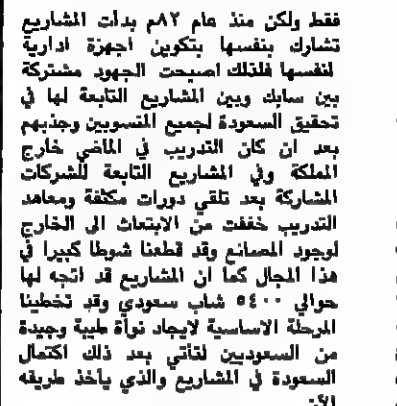 فقط ولكن منذ عام ٨٢م بدأت المشاريع
تشارك بنفسها بتكوين اجهزة ادارية
لنفسها فلذلك اصبحت الجهود مشتركة
بين سابك وبين المشاريع التابعة لها في
تحقيق السعودة لجميع المنسوبين وجذبهم
بعد ان كان التدريب في الماضي خارج
المملكة وفي المشاريع التابعة للشركات
المشاركة بعد تلقي دورات مكثفة ومعاهد
التدريب خففت من الابتعاث الى الخارج
لوجود المصانع وقد قطعنا شوطا كبيرا في
هذا المجال كما ان المشاريع قد اتجه لها
حوالي ٥٤٠٠ شاب سعودي وقد تخطينا
المرحلة الاساسية لايجاد نواة طيبة وجيدة
من السعوديين لتأتي بعد ذلك اكتمال
السعودة في المشاريع والذي يأخذ طريقه